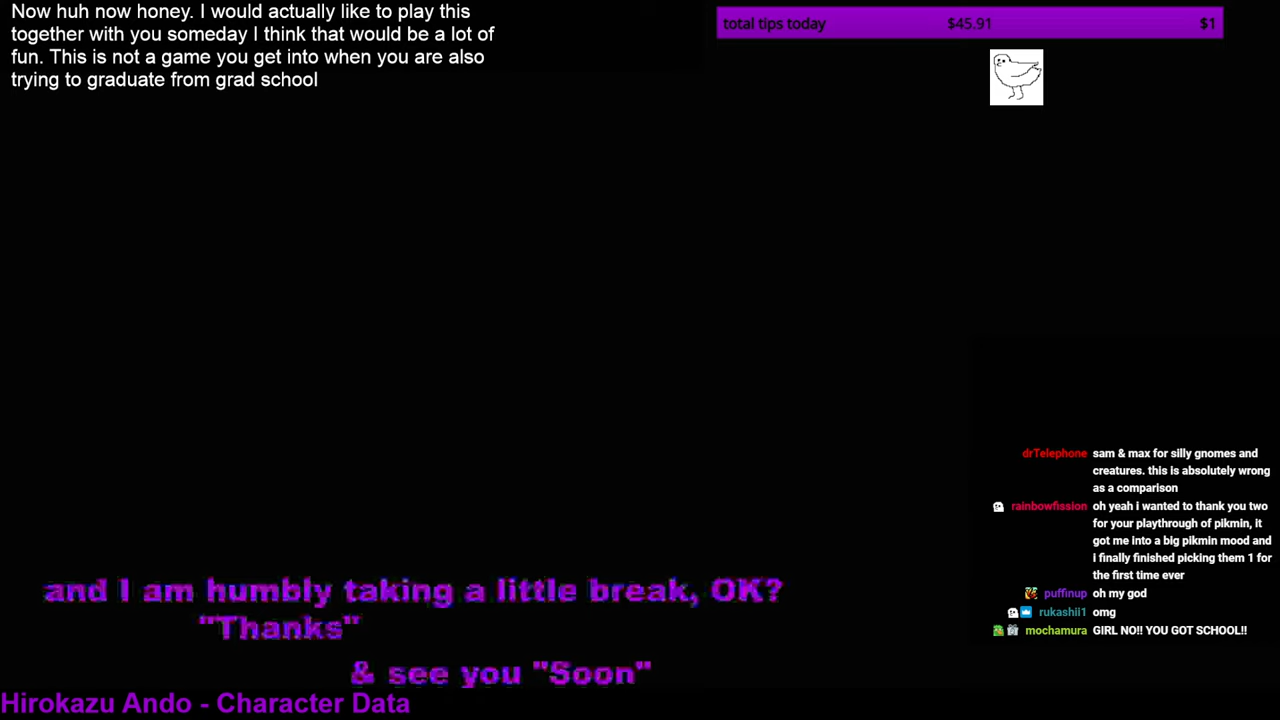 Now huh now honey. I would actually like to play this
together with you someday I think that would be a lot of
fun. This is not a game you get into when you are also
trying to graduate from grad school
total tips today $45.91 $1
drTelephone sam & max for silly gnomes and
creatures. this is absolutely wrong
as a comparison
rainbowfission oh yeah i wanted to thank you two
for your playthrough of pikmin, it
got me into a big pikmin mood and
i finally finished picking them 1 for
the first time ever
puffinup oh my god
rukashii1 omg
mochamura GIRL NO!! YOU GOT SCHOOL!!
and I am humbly taking a little break, OK?
"Thanks"
& see you "Soon"
Hirokazu Ando - Character Data